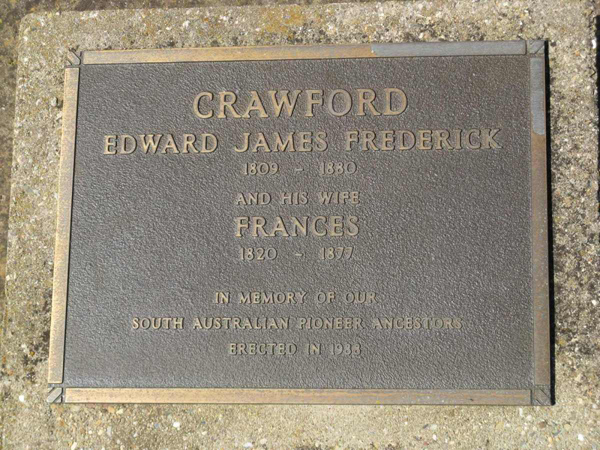 CRAWFORD
EDWARD JAMES FREDERICK
1809 - 1880
AND HIS WIFE
FRANCES
1820 - 1877
IN MEMORY OF OUR
SOUTH AUSTRALIAN PIONEER ANCESTORS
ERECTED IN 1988